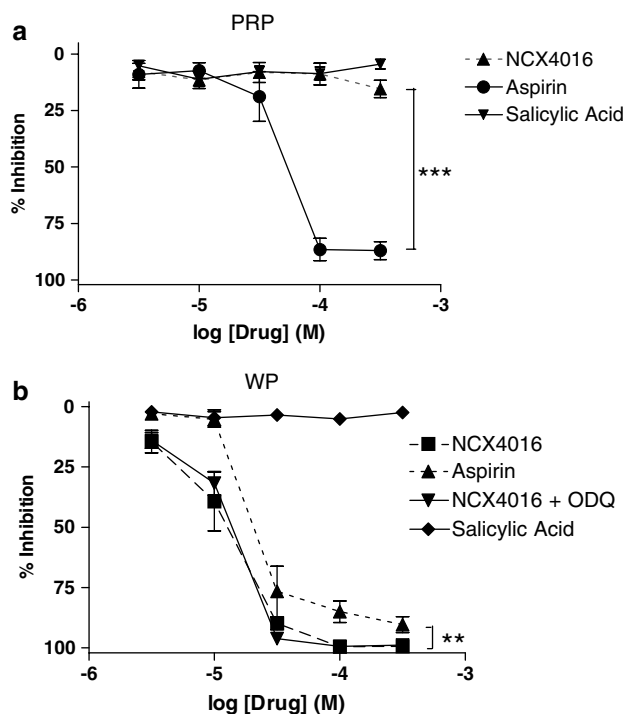 a
PRP
0
25
50
75
100
% Inhibition
-6
-5
-4
-3
log [Drug] (M)
NCX4016
Aspirin
Salicylic Acid
***
b
WP
0
25
50
75
100
% Inhibition
-6
-5
-4
-3
log [Drug] (M)
NCX4016
Aspirin
NCX4016 + ODQ
Salicylic Acid
**